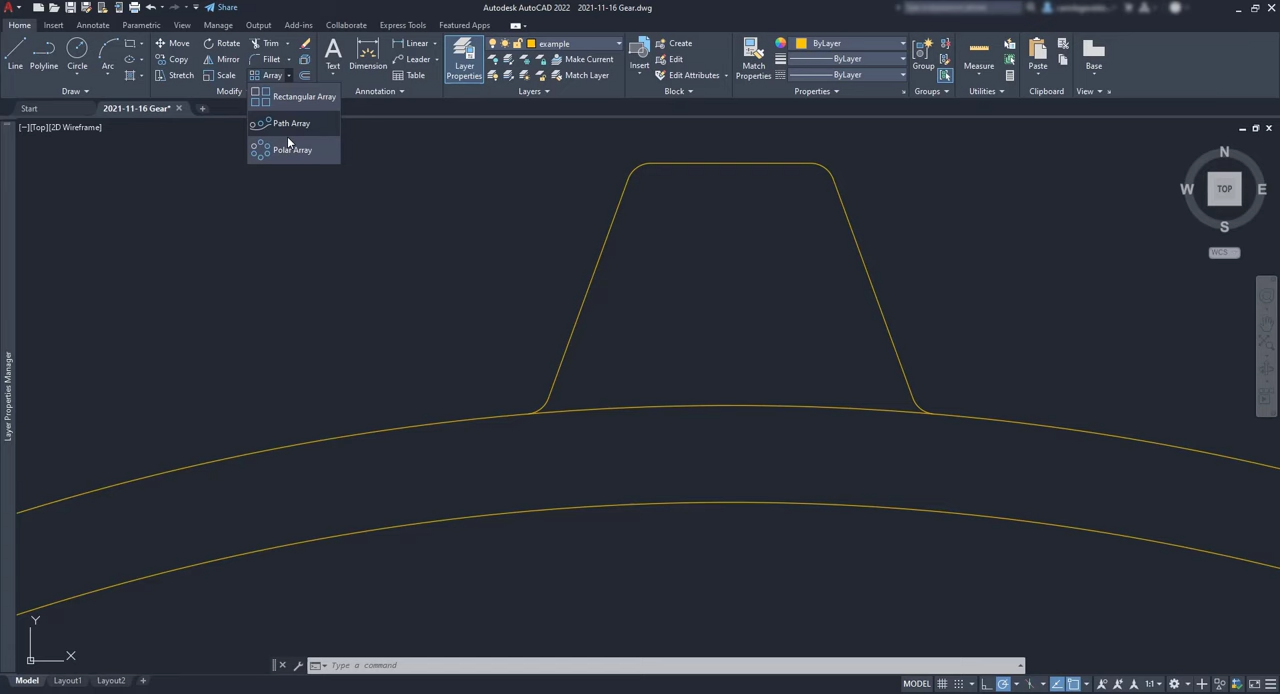 Share
Autodesk AutoCAD 2022 2021-11-16 Gear.dwg
Home Insert Annotate Parametric View Manage Output Add-ins Collaborate Express Tools Featured Apps
Line Polyline Circle Arc
Move Rotate Trim
Copy Mirror Fillet
Stretch Scale Array
Text Dimension
Linear
Leader
Table
Layer
Properties
example
Make Current
Match Layer
Insert
Create
Edit
Edit Attributes
Match
Properties
ByLayer
ByLayer
ByLayer
Group
Measure
Paste
Base
Draw Modify Annotation Layers Block Properties Groups Utilities Clipboard View
Rectangular Array
Path Array
Polar Array
Start 2021-11-16 Gear*
[−][Top][2D Wireframe]
N
W TOP E
S
WCS
Layer Properties Manager
Y
X
Type a command
Model Layout1 Layout2
MODEL 1:1